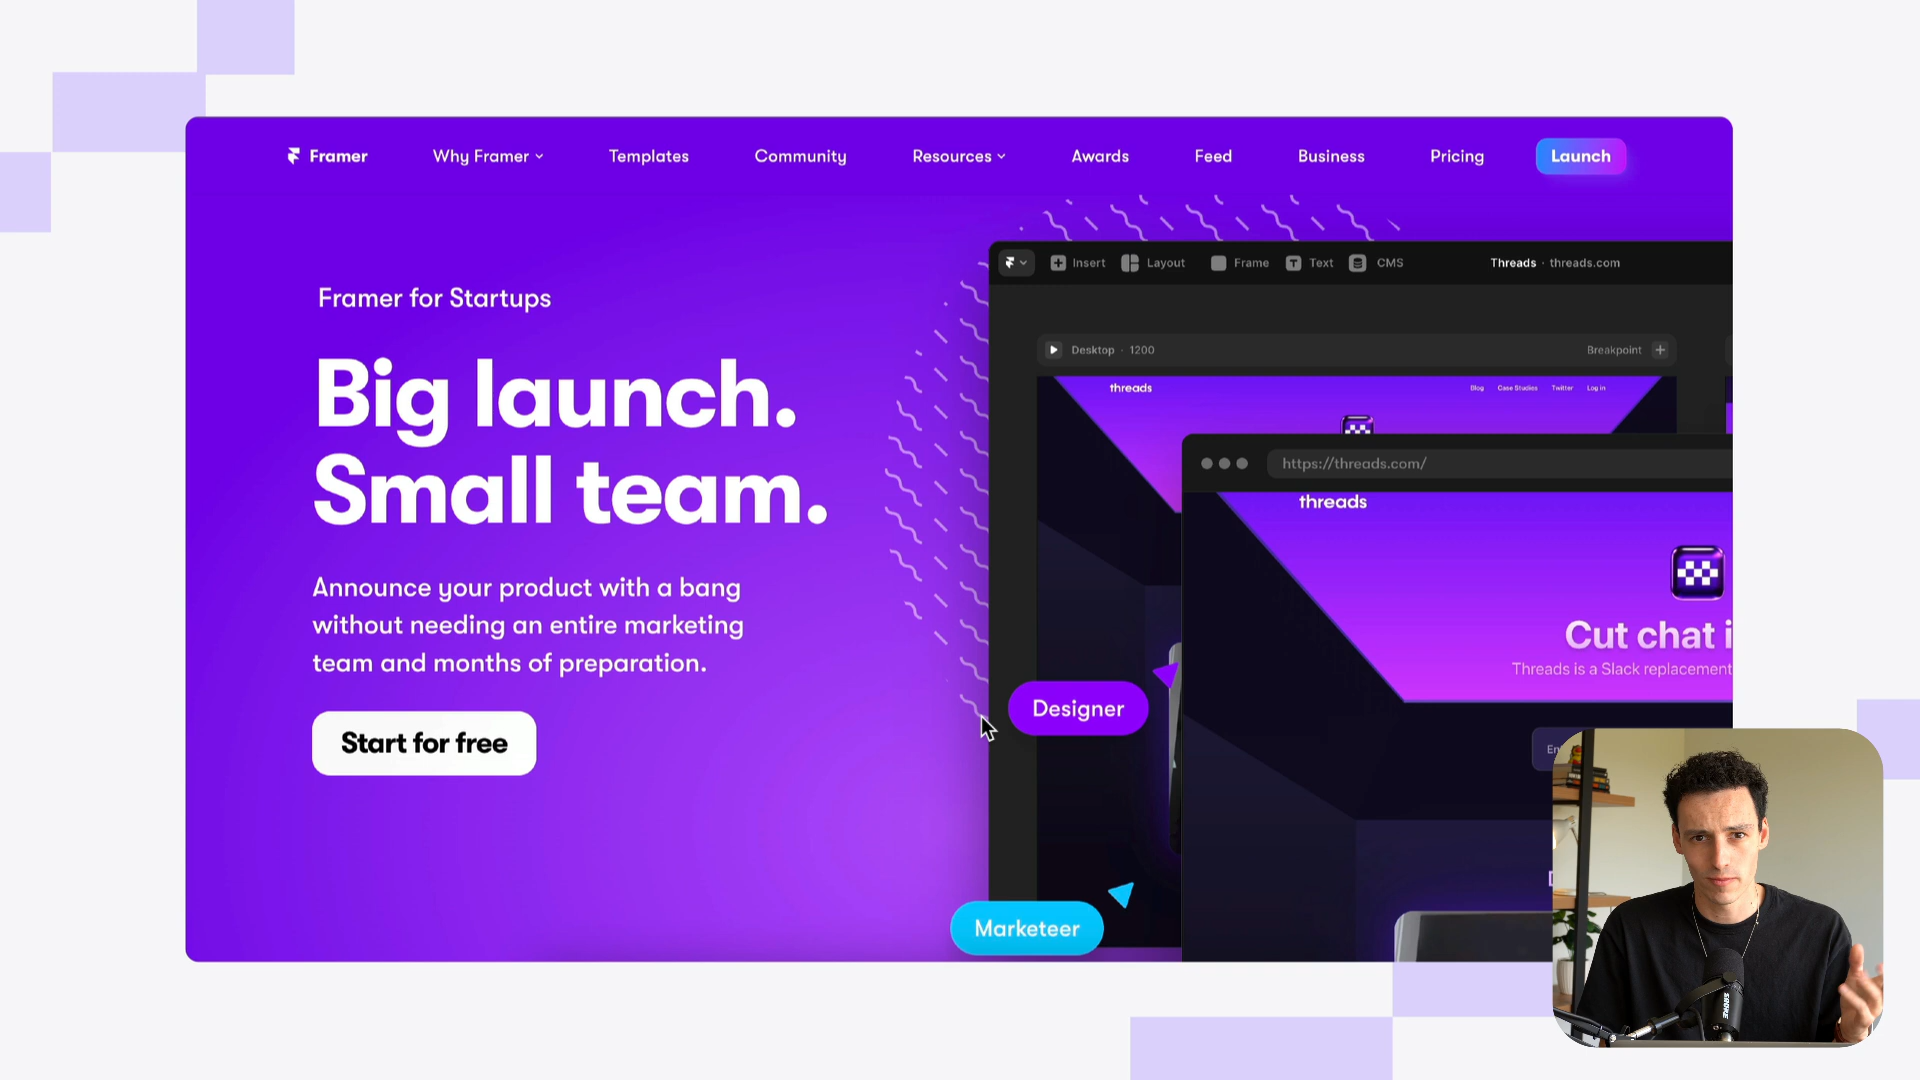 Framer
Why Framer
Templates
Community
Resources
Awards
Feed
Business
Pricing
Launch
Framer for Startups
Big launch.
Small team.
Announce your product with a bang
without needing an entire marketing
team and months of preparation.
Start for free
Insert
Layout
Frame
Text
CMS
Threads · threads.com
Desktop · 1200
Breakpoint
threads
Blog
Case Studies
Twitter
Log in
https://threads.com/
threads
Cut chat i
Threads is a Slack replacement
Designer
Marketeer
SHURE